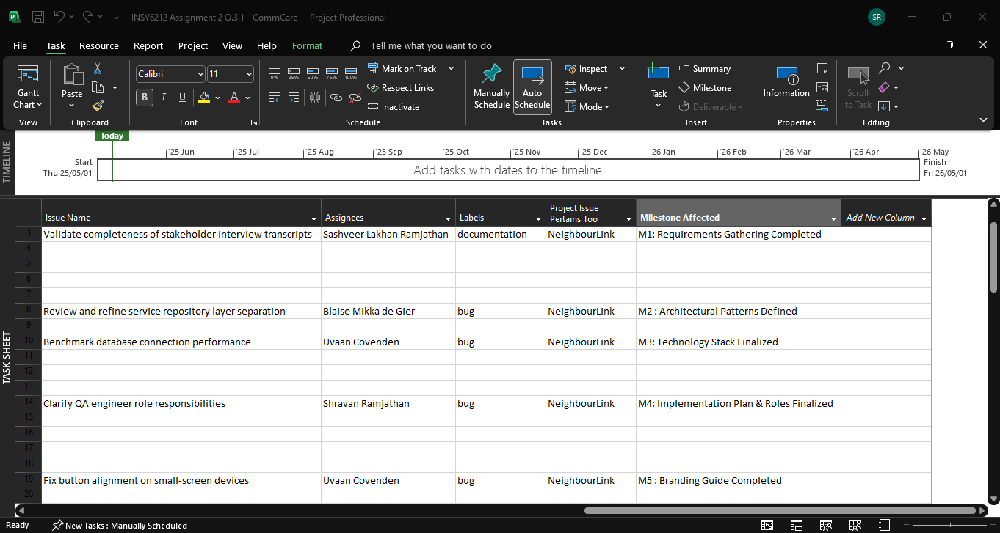 INSY6212 Assignment 2 Q.3.1 - CommCare - Project Professional
SR
File Task Resource Report Project View Help Format Tell me what you want to do
Gantt Chart
View
Paste
Clipboard
Calibri 11
B I U A
Font
0% 25% 50% 75% 100%
Mark on Track
Respect Links
Inactivate
Schedule
Manually Schedule
Auto Schedule
Inspect
Move
Mode
Tasks
Task
Summary
Milestone
Deliverable
Insert
Information
Properties
Scroll to Task
Editing
TIMELINE
Today
'25 Jun '25 Jul '25 Aug '25 Sep '25 Oct '25 Nov '25 Dec '26 Jan '26 Feb '26 Mar '26 Apr '26 May
Start
Thu 25/05/01
Add tasks with dates to the timeline
Finish
Fri 26/05/01
TASK SHEET
Issue Name Assignees Labels Project Issue Pertains Too Milestone Affected Add New Column
3 Validate completeness of stakeholder interview transcripts Sashveer Lakhan Ramjathan documentation NeighbourLink M1: Requirements Gathering Completed
4
5
6
7
8 Review and refine service repository layer separation Blaise Mikka de Gier bug NeighbourLink M2 : Architectural Patterns Defined
9
10 Benchmark database connection performance Uvaan Covenden bug NeighbourLink M3: Technology Stack Finalized
11
12
13
14 Clarify QA engineer role responsibilities Shravan Ramjathan bug NeighbourLink M4: Implementation Plan & Roles Finalized
15
16
17
18
19 Fix button alignment on small-screen devices Uvaan Covenden bug NeighbourLink M5 : Branding Guide Completed
20
Ready New Tasks : Manually Scheduled